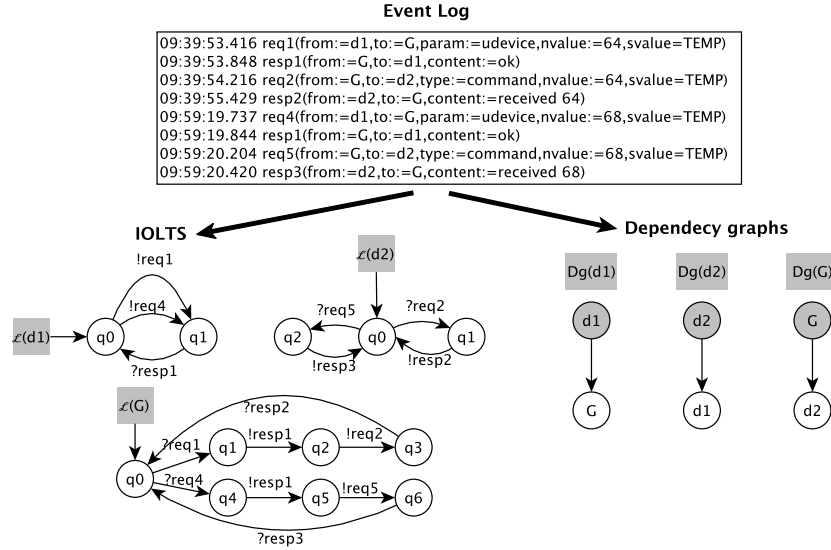 Event Log
09:39:53.416 req1(from:=d1,to:=G,param:=udevice,nvalue:=64,svalue=TEMP)
09:39:53.848 resp1(from:=G,to:=d1,content:=ok)
09:39:54.216 req2(from:=G,to:=d2,type:=command,nvalue:=64,svalue=TEMP)
09:39:55.429 resp2(from:=d2,to:=G,content:=received 64)
09:59:19.737 req4(from:=d1,to:=G,param:=udevice,nvalue:=68,svalue:=TEMP)
09:59:19.844 resp1(from:=G,to:=d1,content:=ok)
09:59:20.204 req5(from:=G,to:=d2,type:=command,nvalue:=68,svalue=TEMP)
09:59:20.420 resp3(from:=d2,to:=G,content:=received 68)
IOLTS
Dependecy graphs
!req1
!req4
ℒ(d1)
q0
q1
?resp1
ℒ(d2)
?req5
?req2
q2
q0
q1
!resp3
!resp2
Dg(d1)
Dg(d2)
Dg(G)
d1
d2
G
G
d1
d2
ℒ(G)
?resp2
?req1
q1
!resp1
q2
!req2
q3
q0
?req4
q4
!resp1
q5
!req5
q6
?resp3